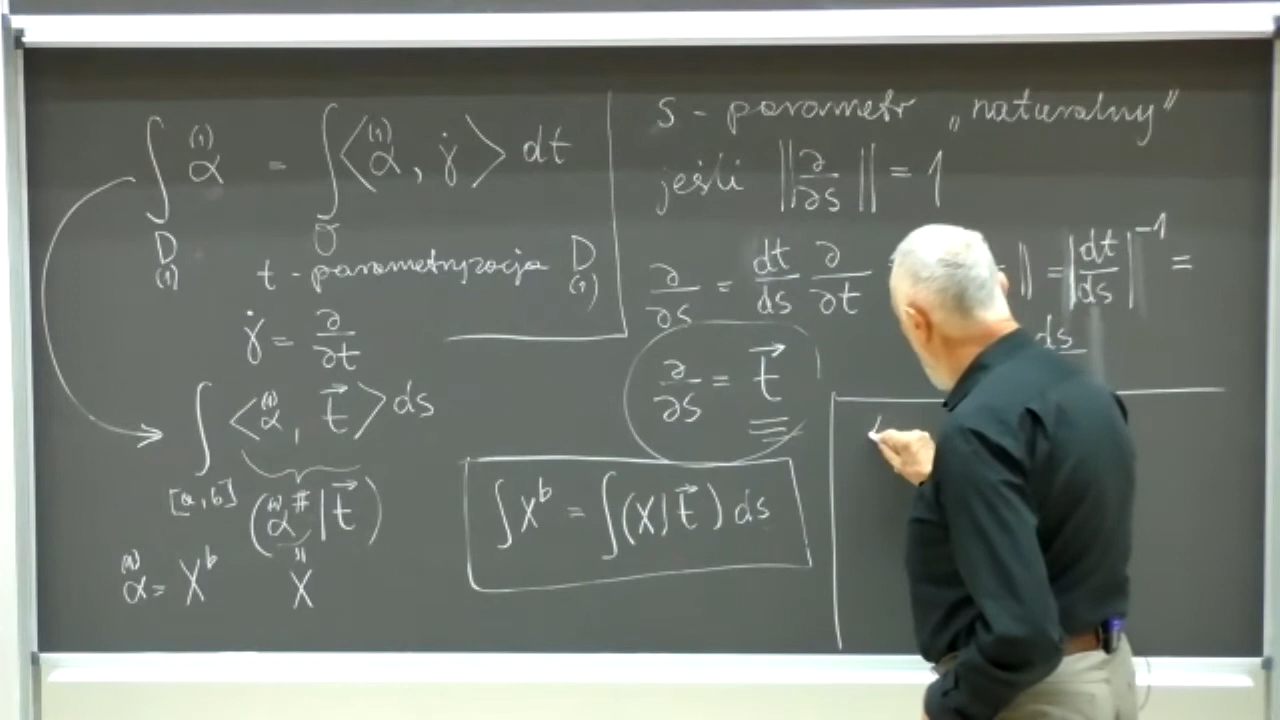 ∫ α⁽¹⁾ = ∫ ⟨α⁽¹⁾, γ̇⟩ dt
D₍₁₎
t - parametryzacja D₍₁₎
γ̇ = ∂/∂t
∫ ⟨α⁽¹⁾, t⃗⟩ ds
[a, b] (α⁽¹⁾# | t⃗)
α⁽¹⁾ = X♭ = X
s - parametr „naturalny”
jeśli ‖∂/∂s‖ = 1
∂/∂s = dt/ds ∂/∂t ‖ = |dt/ds|⁻¹ =
ds
∂/∂s = t⃗
∫ X♭ = ∫ (X | t⃗) ds